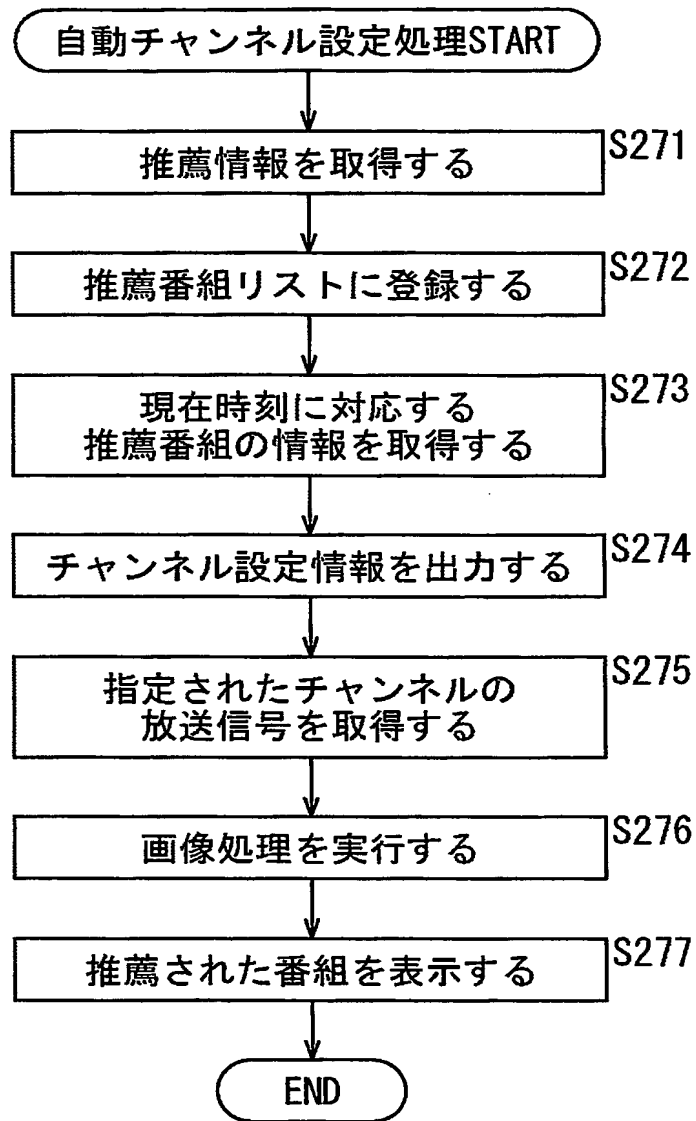 自動チャンネル設定処理START
S271
推薦情報を取得する
S272
推薦番組リストに登録する
S273
現在時刻に対応する
推薦番組の情報を取得する
S274
チャンネル設定情報を出力する
S275
指定されたチャンネルの
放送信号を取得する
S276
画像処理を実行する
S277
推薦された番組を表示する
END